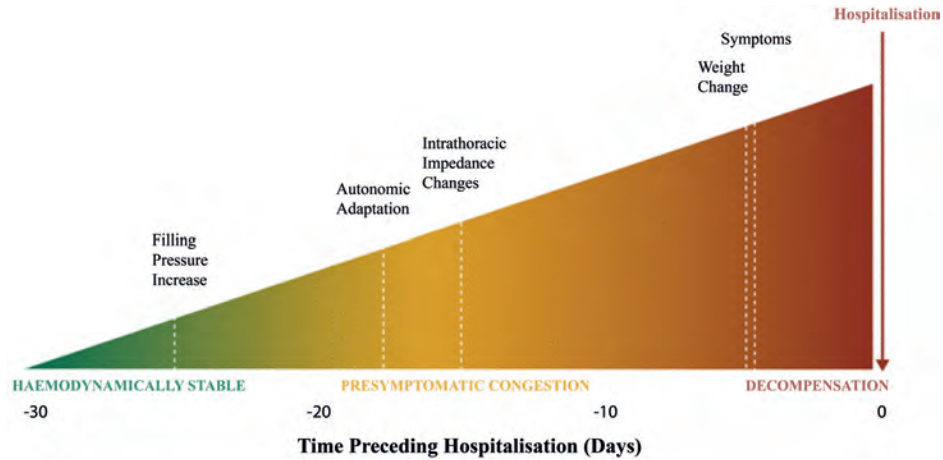 Hospitalisation
Symptoms
Weight
Change
Intrathoracic
Impedance
Changes
Autonomic
Adaptation
Filling
Pressure
Increase
HAEMODYNAMICALLY STABLE
PRESYMPTOMATIC CONGESTION
DECOMPENSATION
-30
-20
-10
0
Time Preceding Hospitalisation (Days)